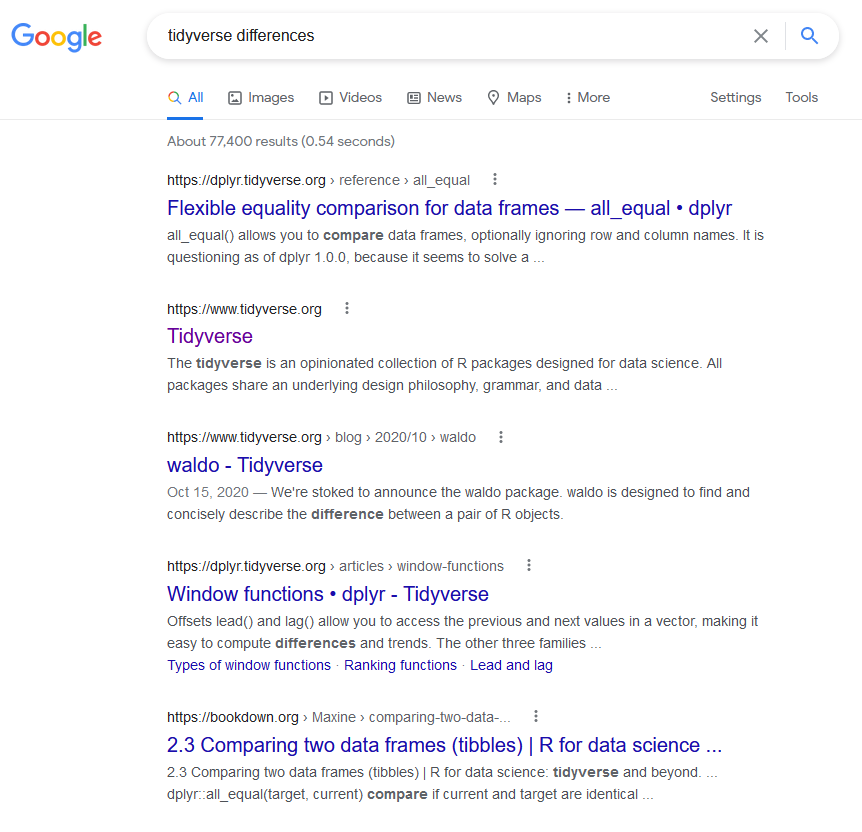 Google
tidyverse differences
All Images Videos News Maps More Settings Tools
About 77,400 results (0.54 seconds)
https://dplyr.tidyverse.org › reference › all_equal
Flexible equality comparison for data frames — all_equal • dplyr
all_equal() allows you to compare data frames, optionally ignoring row and column names. It is
questioning as of dplyr 1.0.0, because it seems to solve a ...
https://www.tidyverse.org
Tidyverse
The tidyverse is an opinionated collection of R packages designed for data science. All
packages share an underlying design philosophy, grammar, and data ...
https://www.tidyverse.org › blog › 2020/10 › waldo
waldo - Tidyverse
Oct 15, 2020 — We're stoked to announce the waldo package. waldo is designed to find and
concisely describe the difference between a pair of R objects.
https://dplyr.tidyverse.org › articles › window-functions
Window functions • dplyr - Tidyverse
Offsets lead() and lag() allow you to access the previous and next values in a vector, making it
easy to compute differences and trends. The other three families ...
Types of window functions · Ranking functions · Lead and lag
https://bookdown.org › Maxine › comparing-two-data-...
2.3 Comparing two data frames (tibbles) | R for data science ...
2.3 Comparing two data frames (tibbles) | R for data science: tidyverse and beyond. ...
dplyr::all_equal(target, current) compare if current and target are identical ...